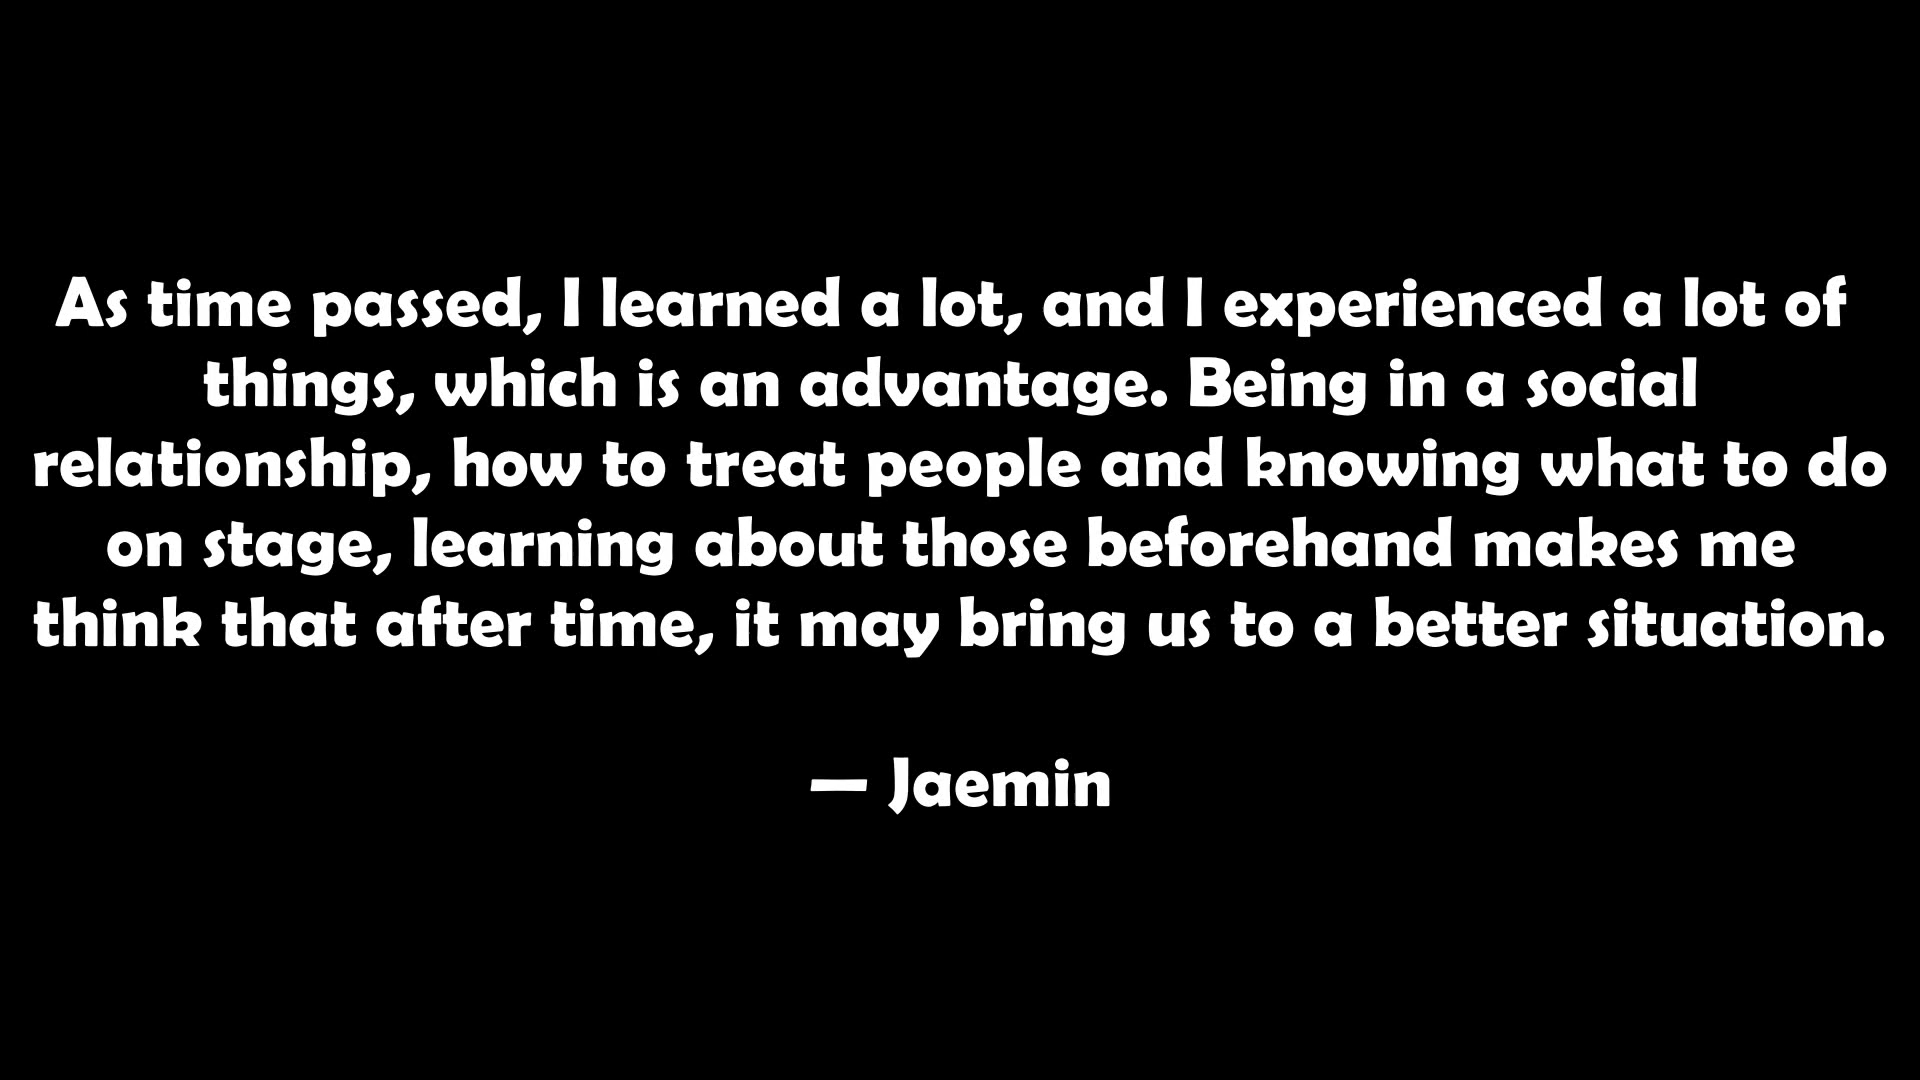 As time passed, I learned a lot, and I experienced a lot of
things, which is an advantage. Being in a social
relationship, how to treat people and knowing what to do
on stage, learning about those beforehand makes me
think that after time, it may bring us to a better situation.
— Jaemin